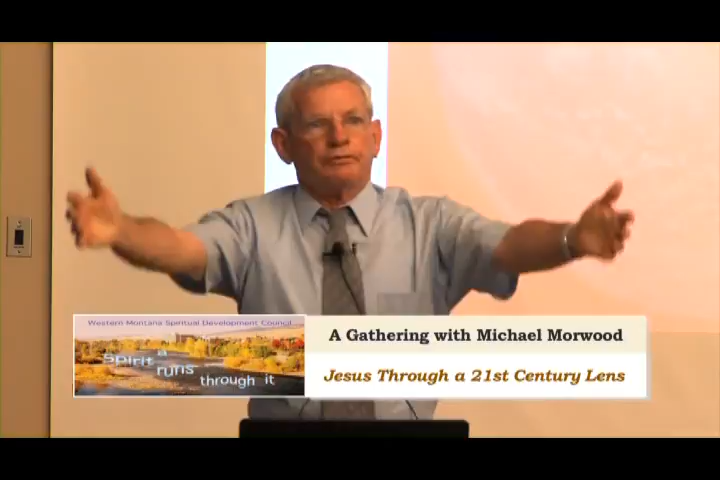 Western Montana Spiritual Development Council...
a
Spirit
runs
through it
A Gathering with Michael Morwood
Jesus Through a 21st Century Lens